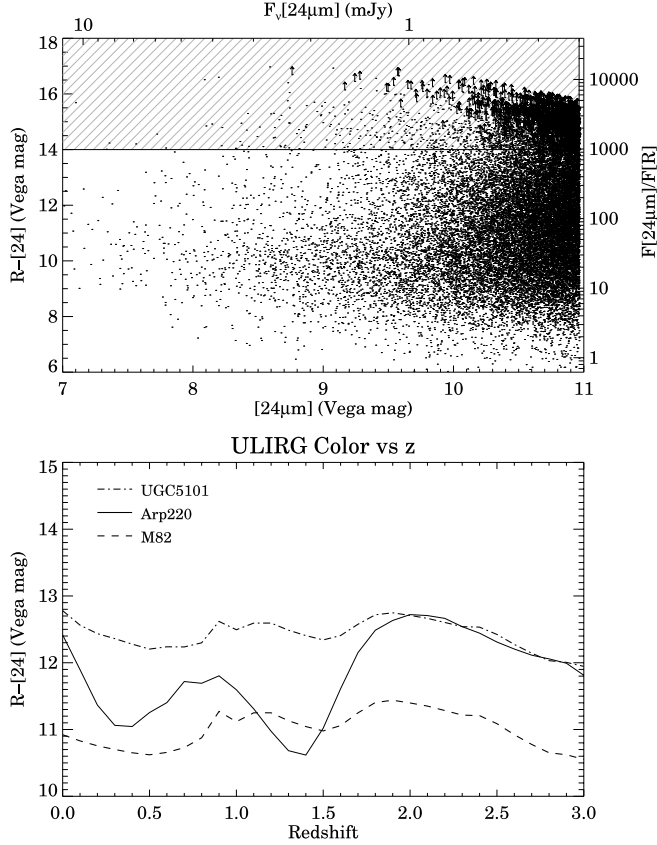 Fν[24μm] (mJy)
10 1
18
16
14
12
10
8
6
10000
1000
100
10
1
R−[24] (Vega mag)
F[24μm]/F[R]
7 8 9 10 11
[24μm] (Vega mag)
ULIRG Color vs z
15
14
13
12
11
10
UGC5101
Arp220
M82
R−[24] (Vega mag)
0.0 0.5 1.0 1.5 2.0 2.5 3.0
Redshift